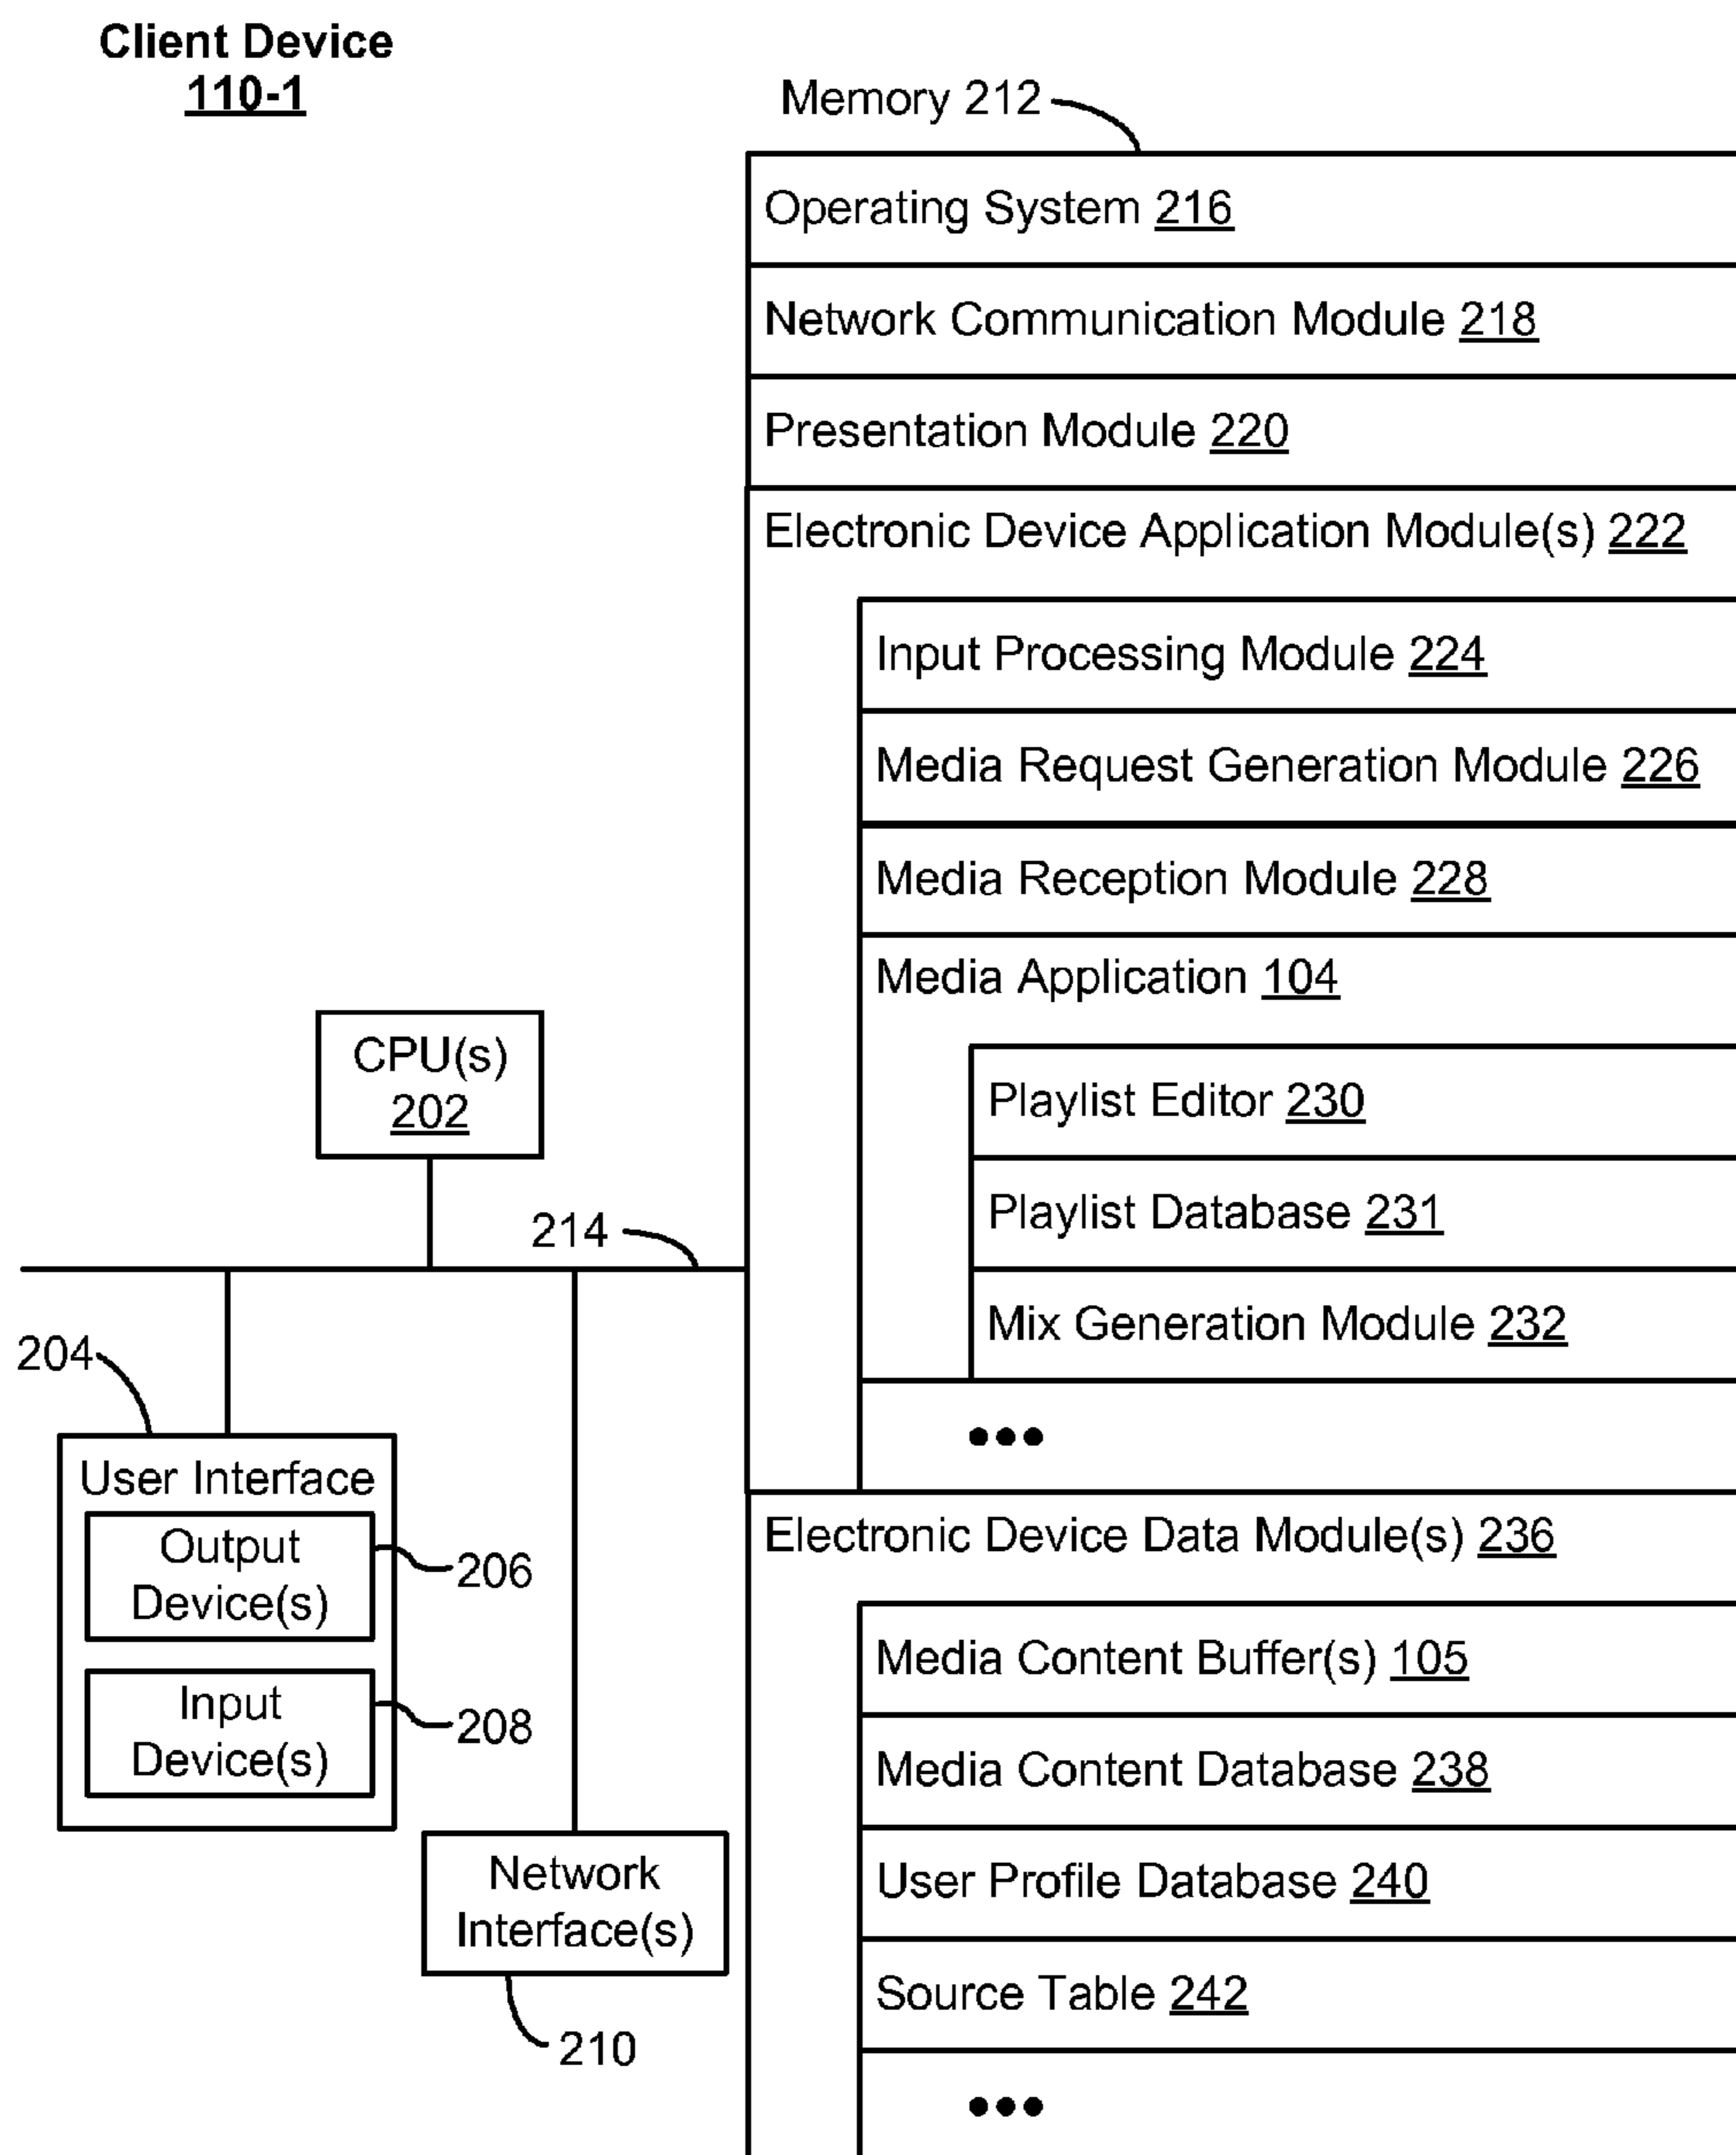 Client Device
110-1
Memory 212
Operating System 216
Network Communication Module 218
Presentation Module 220
Electronic Device Application Module(s) 222
Input Processing Module 224
Media Request Generation Module 226
Media Reception Module 228
Media Application 104
Playlist Editor 230
Playlist Database 231
Mix Generation Module 232
•••
Electronic Device Data Module(s) 236
Media Content Buffer(s) 105
Media Content Database 238
User Profile Database 240
Source Table 242
•••
CPU(s)
202
214
204
User Interface
Output
Device(s)
206
Input
Device(s)
208
Network
Interface(s)
210